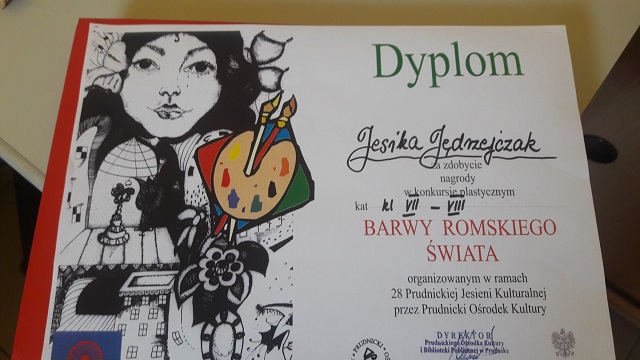 Dyplom
Jesika Jędrzejczak
za zdobycie
nagrody
w konkursie plastycznym
kat kl VII – VIII
BARWY ROMSKIEGO
ŚWIATA
organizowanym w ramach
28 Prudnickiej Jesieni Kulturalnej
przez Prudnicki Ośrodek Kultury
DYREKTOR
Prudnickiego Ośrodka Kultury
i Biblioteki Publicznej w Prudniku
PRUDNICKI